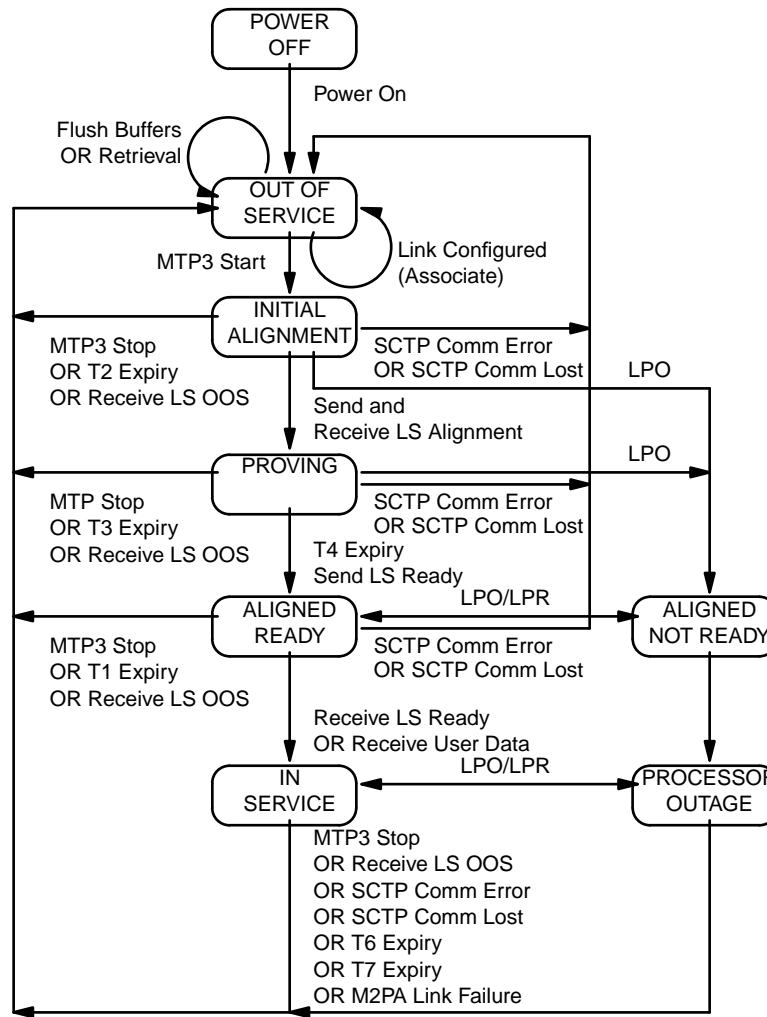 POWER
OFF
Power On
Flush Buffers
OR Retrieval
OUT OF
SERVICE
MTP3 Start
Link Configured
(Associate)
INITIAL
ALIGNMENT
MTP3 Stop
OR T2 Expiry
OR Receive LS OOS
SCTP Comm Error
OR SCTP Comm Lost
LPO
Send and
Receive LS Alignment
PROVING
LPO
MTP Stop
OR T3 Expiry
OR Receive LS OOS
SCTP Comm Error
OR SCTP Comm Lost
T4 Expiry
Send LS Ready
ALIGNED
READY
LPO/LPR
ALIGNED
NOT READY
MTP3 Stop
OR T1 Expiry
OR Receive LS OOS
SCTP Comm Error
OR SCTP Comm Lost
Receive LS Ready
OR Receive User Data
IN
SERVICE
LPO/LPR
PROCESSOR
OUTAGE
MTP3 Stop
OR Receive LS OOS
OR SCTP Comm Error
OR SCTP Comm Lost
OR T6 Expiry
OR T7 Expiry
OR M2PA Link Failure